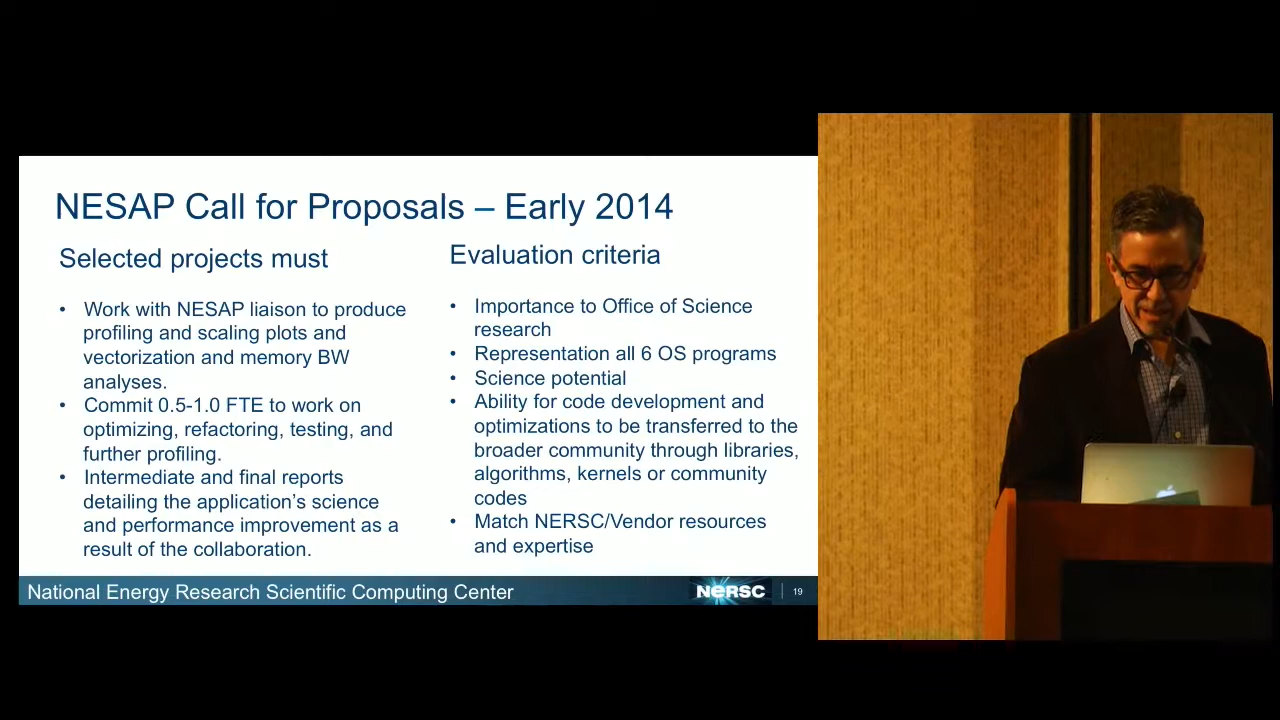 NESAP Call for Proposals – Early 2014
Selected projects must
• Work with NESAP liaison to produce
profiling and scaling plots and
vectorization and memory BW
analyses.
• Commit 0.5-1.0 FTE to work on
optimizing, refactoring, testing, and
further profiling.
• Intermediate and final reports
detailing the application's science
and performance improvement as a
result of the collaboration.
Evaluation criteria
• Importance to Office of Science
research
• Representation all 6 OS programs
• Science potential
• Ability for code development and
optimizations to be transferred to the
broader community through libraries,
algorithms, kernels or community
codes
• Match NERSC/Vendor resources
and expertise
National Energy Research Scientific Computing Center
NERSC
19